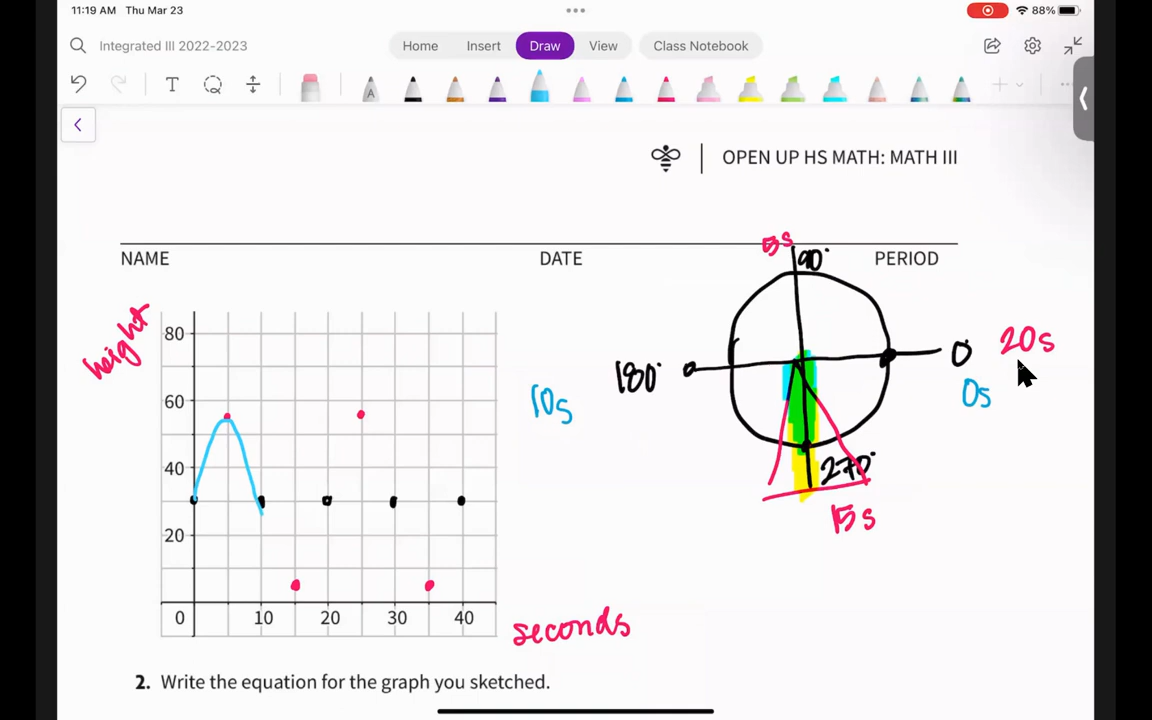 11:19 AM Thu Mar 23
88%
Integrated III 2022-2023
Home Insert Draw View Class Notebook
T
A
OPEN UP HS MATH: MATH III
NAME DATE PERIOD
5s
90°
height
80
60
40
20
0 10 20 30 40
seconds
180°
10s
0°
20s
0s
270°
15s
2. Write the equation for the graph you sketched.